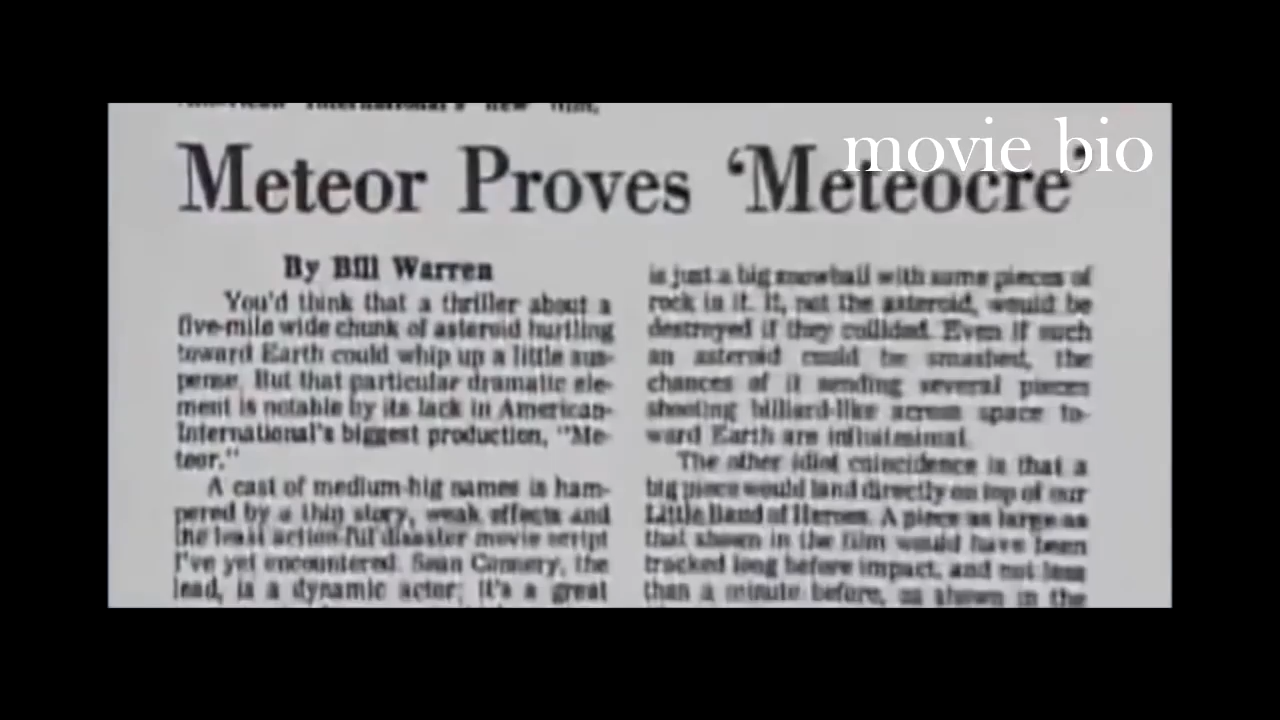 American International's new film.
movie bio
Meteor Proves 'Meteocre'
By Bill Warren
You'd think that a thriller about a
five-mile wide chunk of asteroid hurtling
toward Earth could whip up a little sus-
pense. But that particular dramatic ele-
ment is notable by its lack in American-
International's biggest production, "Me-
teor."
A cast of medium-big names is ham-
pered by a thin story, weak effects and
the least action-ful disaster movie script
I've yet encountered. Sean Connery, the
lead, is a dynamic actor; it's a great
is just a big snowball with some pieces of
rock in it. It, not the asteroid, would be
destroyed if they collided. Even if such
an asteroid could be smashed, the
chances of it sending several pieces
shooting billiard-like across space to-
ward Earth are infinitesimal.
The other idiot coincidence is that a
big piece would land directly on top of our
Little Band of Heroes. A piece as large as
that shown in the film would have been
tracked long before impact, and not less
than a minute before, as shown in the